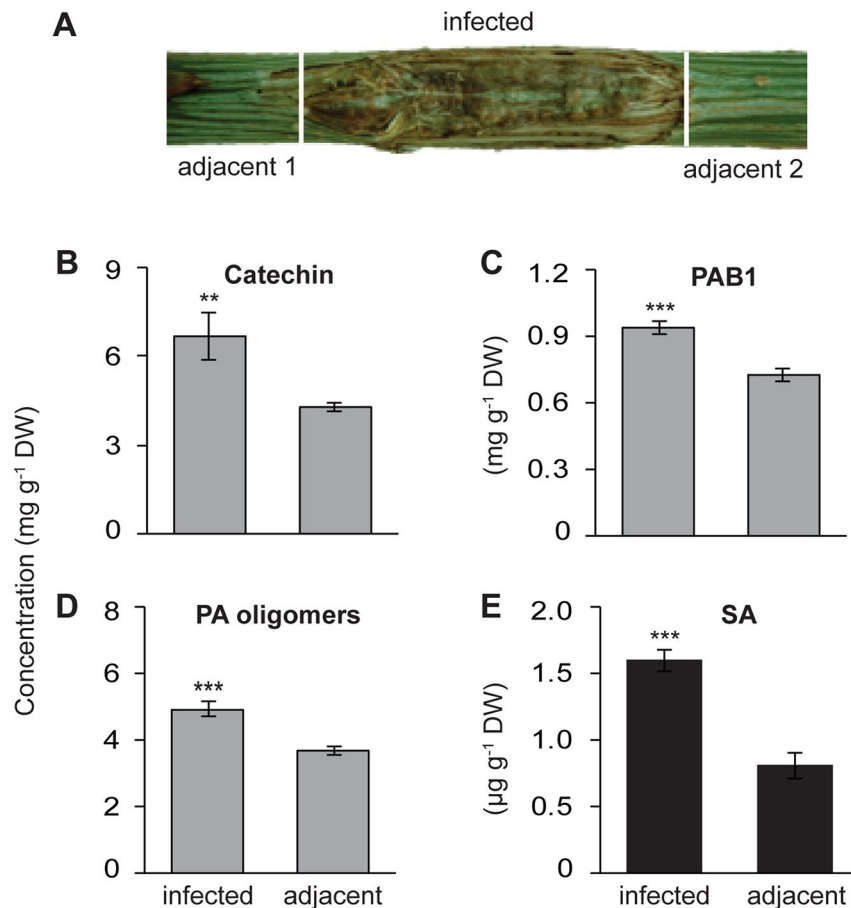 A
infected
adjacent 1
adjacent 2
Concentration (mg g⁻¹ DW)
B
Catechin
9
6
3
0
**
C
PAB1
(mg g⁻¹ DW)
1.2
0.9
0.6
0.3
0
***
D
PA oligomers
8
6
4
2
0
***
infected adjacent
E
SA
(µg g⁻¹ DW)
2.0
1.5
1.0
0.5
0
***
infected adjacent